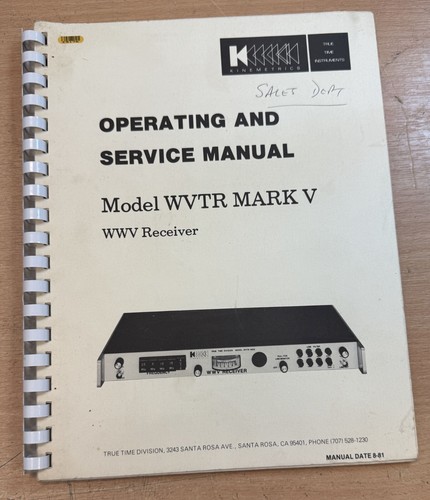 KINEMETRICS
TRUE
TIME
INSTRUMENTS
SALES DEPT
OPERATING AND
SERVICE MANUAL
Model WVTR MARK V
WWV Receiver
WWV RECEIVER
TRUE TIME DIVISION, 3243 SANTA ROSA AVE., SANTA ROSA, CA 95401, PHONE (707) 528-1230
MANUAL DATE 8-81